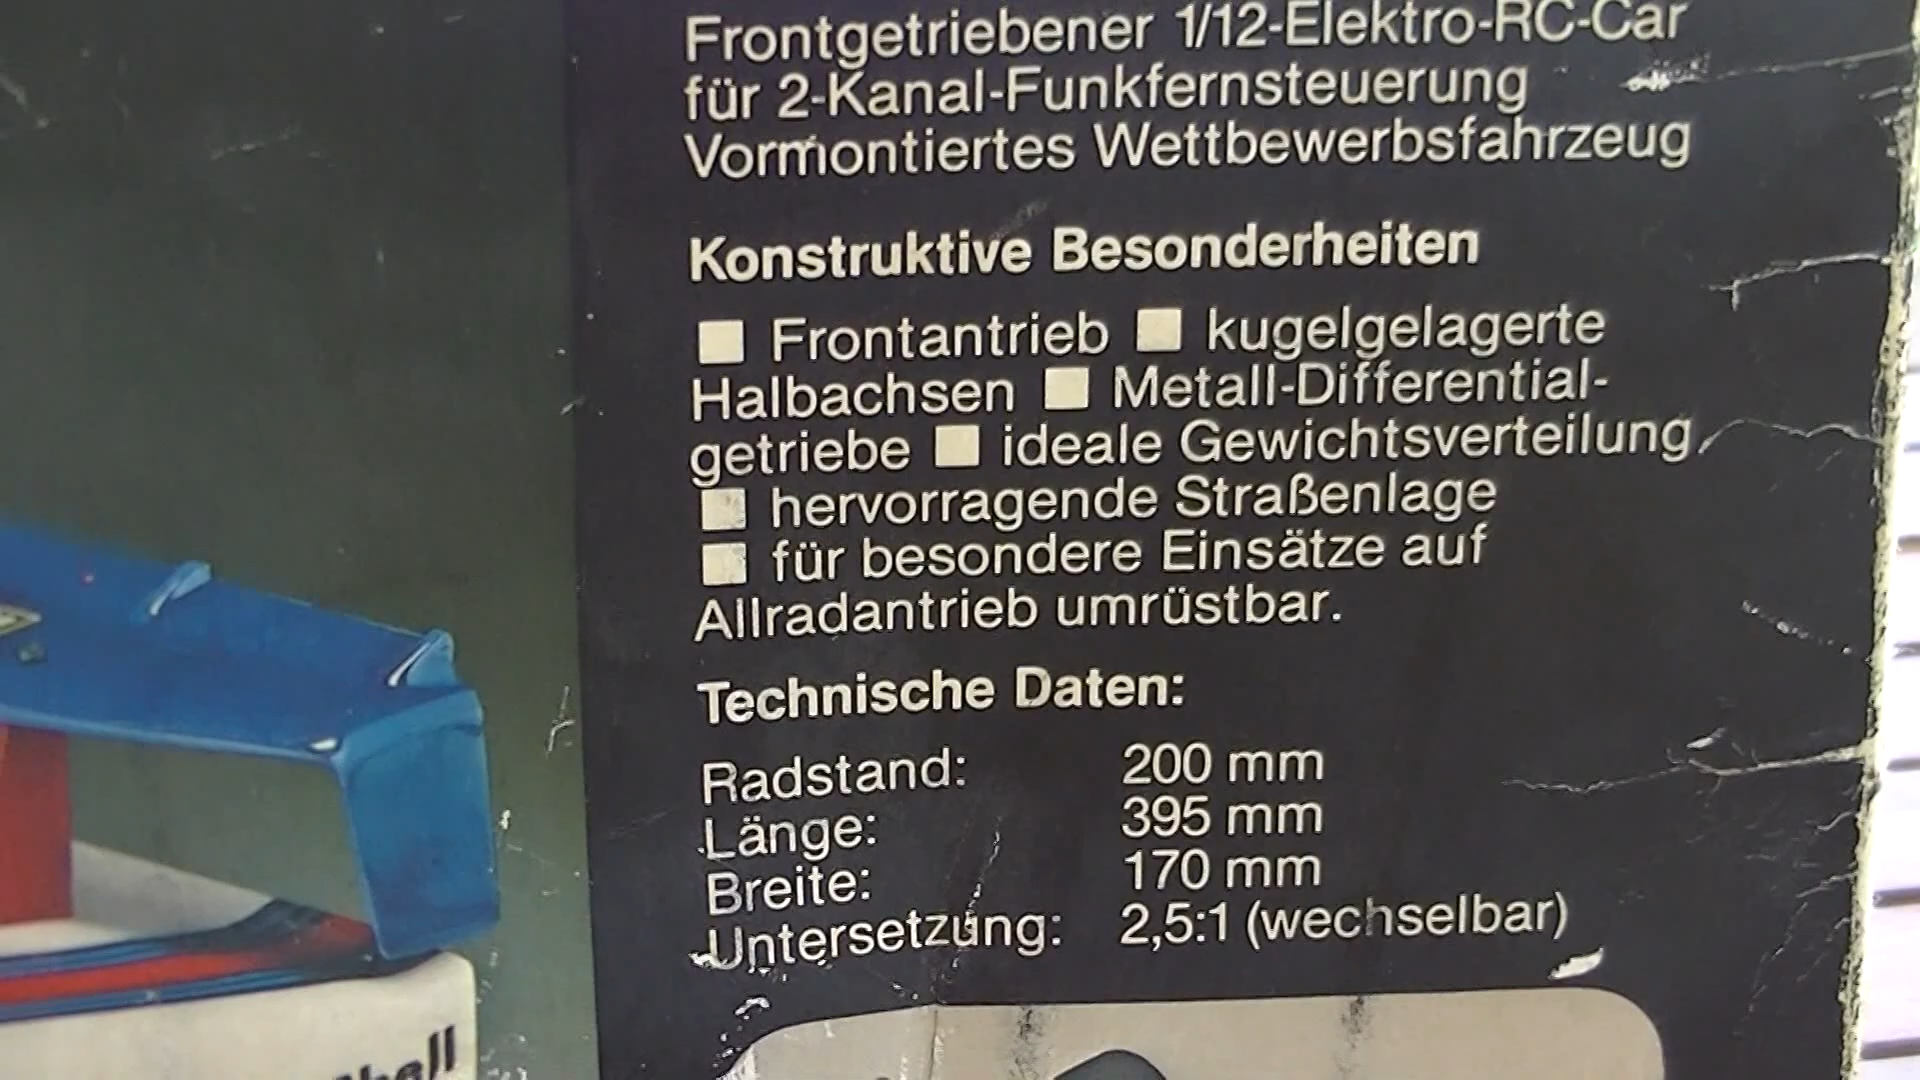 Frontgetriebener 1/12-Elektro-RC-Car
für 2-Kanal-Funkfernsteuerung
Vormontiertes Wettbewerbsfahrzeug
Konstruktive Besonderheiten
■ Frontantrieb ■ kugelgelagerte
Halbachsen ■ Metall-Differential-
getriebe ■ ideale Gewichtsverteilung
■ hervorragende Straßenlage
■ für besondere Einsätze auf
Allradantrieb umrüstbar.
Technische Daten:
Radstand: 200 mm
Länge: 395 mm
Breite: 170 mm
Untersetzung: 2,5:1 (wechselbar)